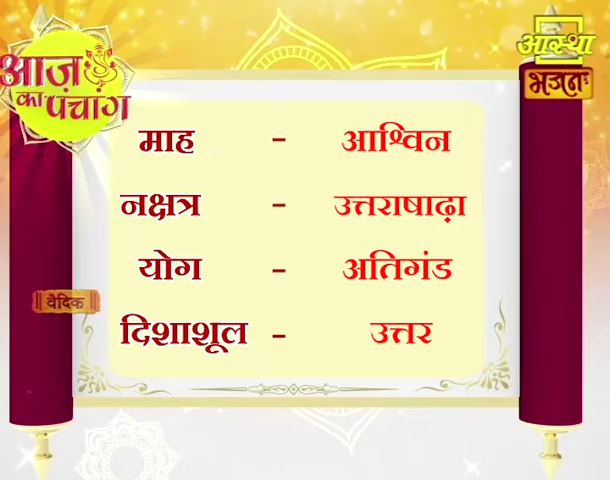 आज़
का पंचांग
आस्था
भजन
माह - आश्विन
नक्षत्र - उत्तराषाढ़ा
योग - अतिगंड
|| वैदिक ||
दिशाशूल - उत्तर